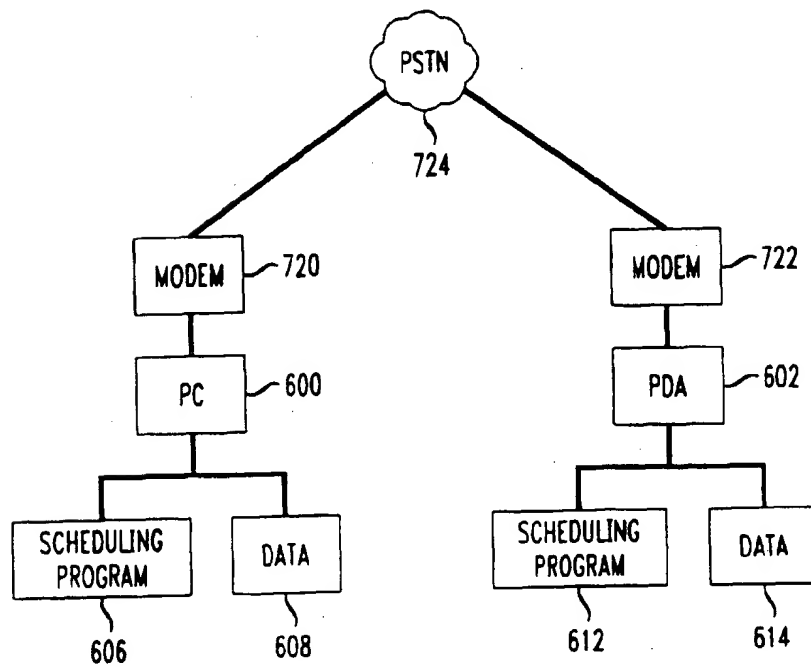 PSTN
724
MODEM
720
MODEM
722
PC
600
PDA
602
SCHEDULING
PROGRAM
DATA
SCHEDULING
PROGRAM
DATA
606
608
612
614